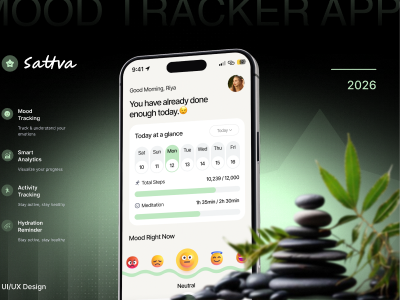 MOOD TRACKER APP
Sattva
2026
Mood
Tracking
Track & understand your
emotions
Smart
Analytics
Visualise your progress
Activity
Tracking
Stay active, stay healthy
Hydration
Reminder
Stay active, stay healthy
UI/UX Design
9:41
Good Morning, Riya
You have already done
enough today.😊
Today at a glance
Today
Sat Sun Mon Tue Wed Thu Fri
10 11 12 13 14 15 16
Total Steps 10,239 / 12,000
Meditation 1h 35min / 2h 30min
Mood Right Now
Neutral